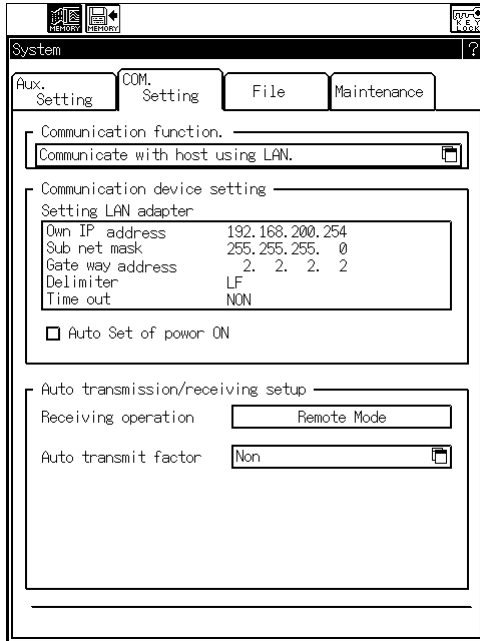 MEMORY MEMORY KEY LOCK
System ?
Aux. Setting COM. Setting File Maintenance
Communication function.
Communicate with host using LAN.
Communication device setting
Setting LAN adapter
Own IP address 192.168.200.254
Sub net mask 255.255.255. 0
Gate way address 2. 2. 2. 2
Delimiter LF
Time out NON
Auto Set of powor ON
Auto transmission/receiving setup
Receiving operation Remote Mode
Auto transmit factor Non